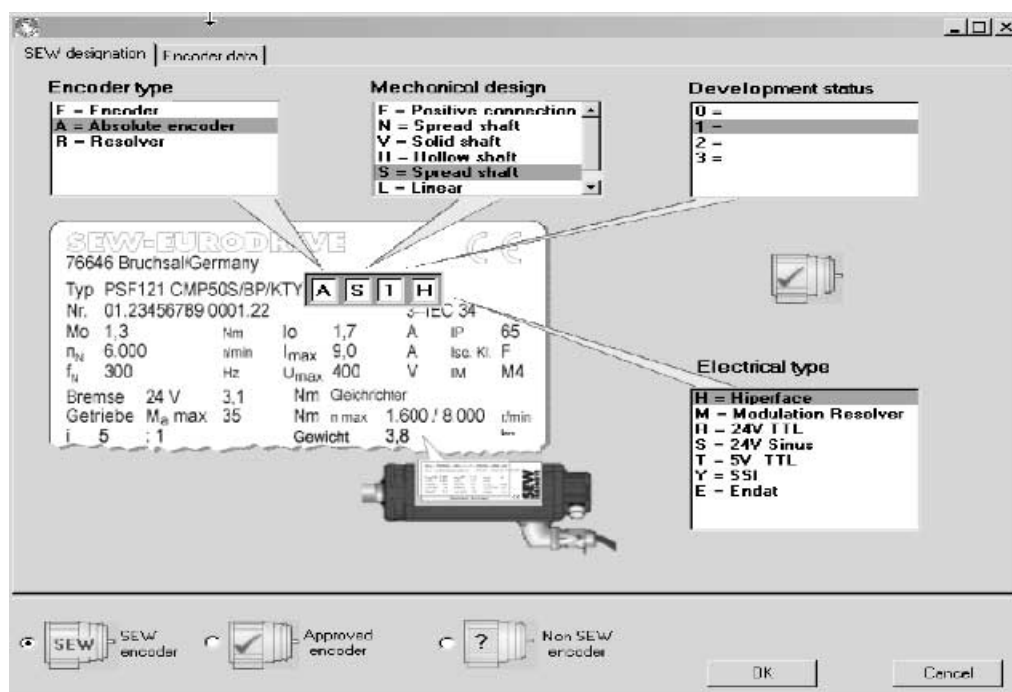 SEW designation
Encoder data
Encoder type
E = Encoder
A = Absolute encoder
R = Resolver
Mechanical design
F = Positive connection
N = Spread shaft
V = Solid shaft
H = Hollow shaft
S = Spread shaft
L = Linear
Development status
0 =
1 =
2 =
3 =
SEW-EURODRIVE CE
76646 Bruchsal/Germany
Typ PSF121 CMP50S/BP/KTY A S 1 H
Nr. 01.23456789 0001.22 3~IEC 34
Mo 1,3 Nm Io 1,7 A IP 65
nN 6.000 r/min Imax 9,0 A Iso. Kl. F
fN 300 Hz Umax 400 V IM M4
Bremse 24 V 3,1 Nm Gleichrichter
Getriebe Ma max 35 Nm n max 1.600 / 8 000 r/min
i 5 : 1 Gewicht 3,8
Electrical type
H = Hiperface
M = Modulation Resolver
R = 24V TTL
S = 24V Sinus
T = 5V TTL
Y = SSI
E = Endat
SEW
SEW
SEW
encoder
Approved
encoder
?
Non SEW
encoder
OK
Cancel